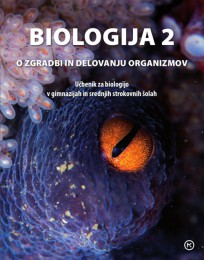 BIOLOGIJA 2
O ZGRADBI IN DELOVANJU ORGANIZMOV
Učbenik za biologijo
v gimnazijah in srednjih strokovnih šolah
M